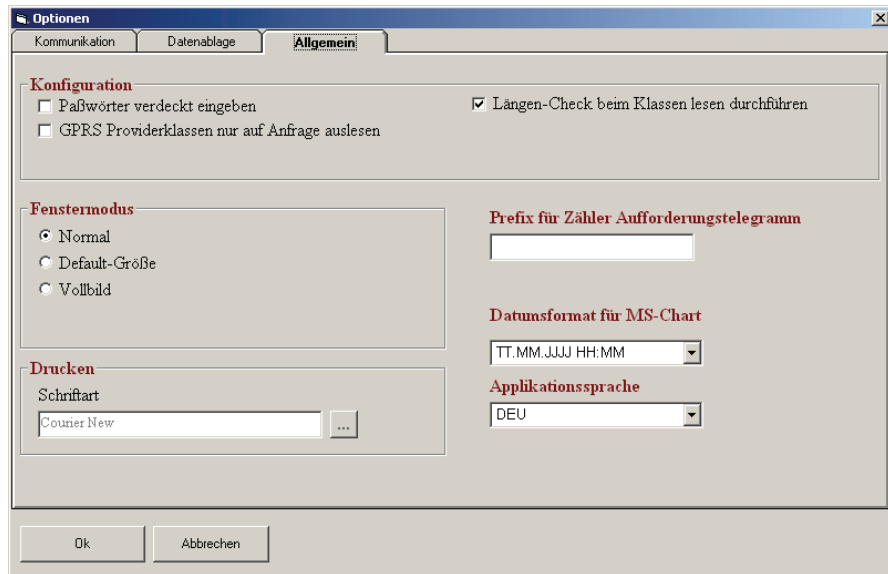 Optionen
Kommunikation
Datenablage
Allgemein
Konfiguration
Paßwörter verdeckt eingeben
Längen-Check beim Klassen lesen durchführen
GPRS Providerklassen nur auf Anfrage auslesen
Fenstermodus
Normal
Default-Größe
Vollbild
Prefix für Zähler Aufforderungstelegramm
Datumsformat für MS-Chart
TT.MM.JJJJ HH:MM
Drucken
Schriftart
Courier New
...
Applikationssprache
DEU
Ok
Abbrechen